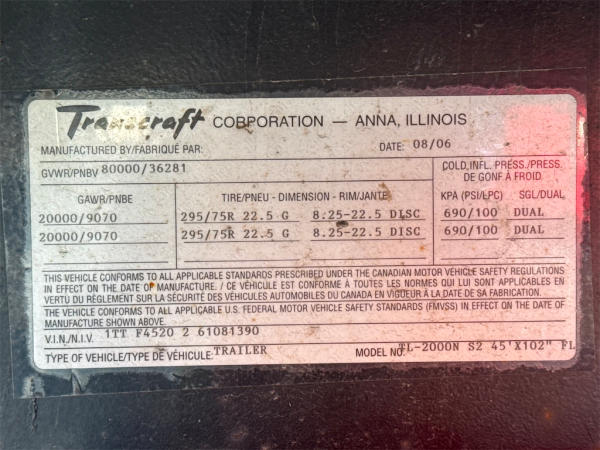 Transcraft CORPORATION — ANNA, ILLINOIS
MANUFACTURED BY/FABRIQUÉ PAR: DATE: 08/06
GVWR/PNBV 80000/36281
COLD. INFL. PRESS./PRESS. DE GONF À FROID.
GAWR/PNBE TIRE/PNEU - DIMENSION - RIM/JANTE KPA (PSI/LPC) SGL/DUAL
20000/9070 295/75R 22.5 G 8.25-22.5 DISC 690/100 DUAL
20000/9070 295/75R 22.5 G 8.25-22.5 DISC 690/100 DUAL
THIS VEHICLE CONFORMS TO ALL APPLICABLE STANDARDS PRESCRIBED UNDER THE CANADIAN MOTOR VEHICLE SAFETY REGULATIONS
IN EFFECT ON THE DATE OF MANUFACTURE. / CE VÉHICULE EST CONFORME À TOUTES LES NORMES QUI LUI SONT APPLICABLES EN
VERTU DU RÈGLEMENT SUR LA SÉCURITÉ DES VÉHICULES AUTOMOBILES DU CANADA EN VIGUEUR À LA DATE DE SA FABRICATION.
THE VEHICLE CONFORMS TO ALL APPLICABLE U.S. FEDERAL MOTOR VEHICLE SAFETY STANDARDS (FMVSS) IN EFFECT ON THE DATE OF
MANUFACTURE SHOWN ABOVE.
V.I.N./N.I.V. 1TT F4520 2 61081390
TYPE OF VEHICLE/TYPE DE VÉHICULE: TRAILER MODEL NO. TL-2000N S2 45'X102" FL